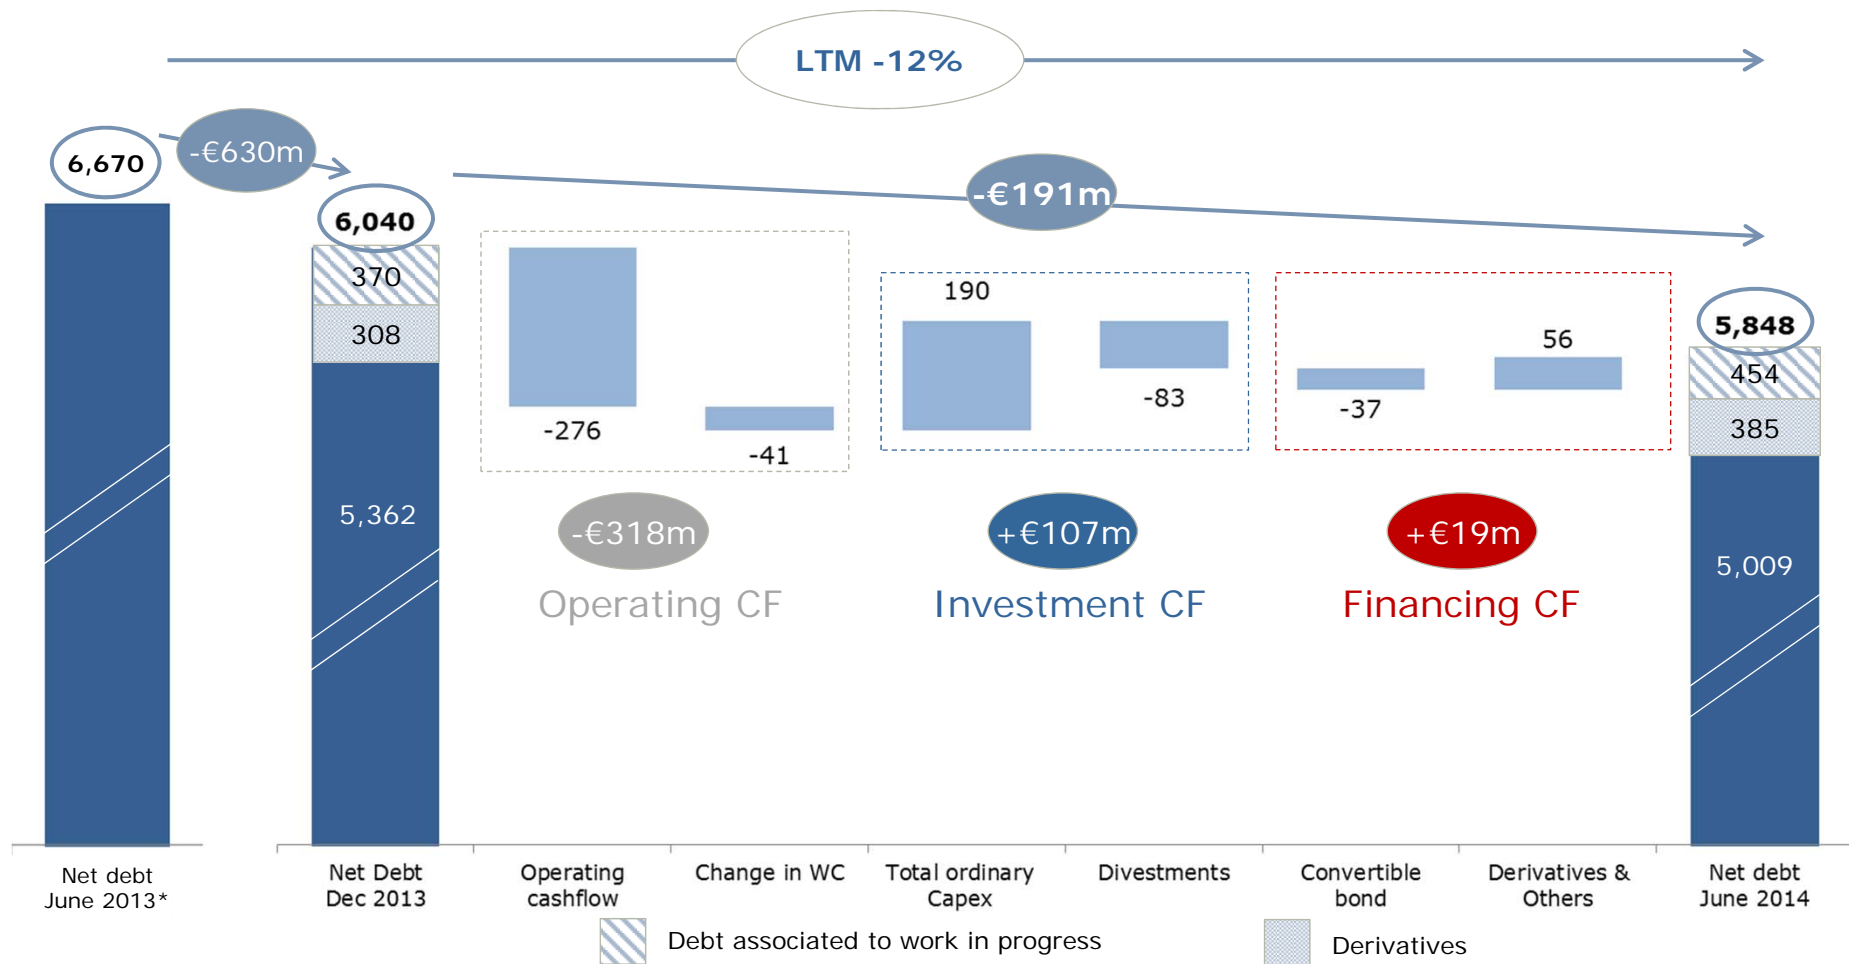 LTM -12%
6,670
-€630m
-€191m
6,040
370
308
5,362
-276
-41
190
-83
-37
56
5,848
454
385
5,009
-€318m
+€107m
+€19m
Operating CF
Investment CF
Financing CF
Net debt
June 2013*
Net Debt
Dec 2013
Operating
cashflow
Change in WC
Total ordinary
Capex
Divestments
Convertible
bond
Derivatives &
Others
Net debt
June 2014
Debt associated to work in progress
Derivatives